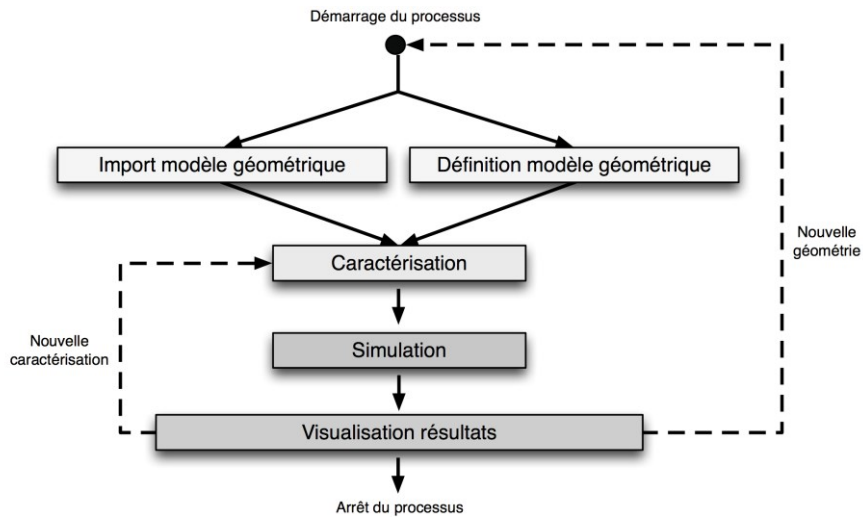 Démarrage du processus
Import modèle géométrique
Définition modèle géométrique
Nouvelle
géométrie
Caractérisation
Nouvelle
caractérisation
Simulation
Visualisation résultats
Arrêt du processus